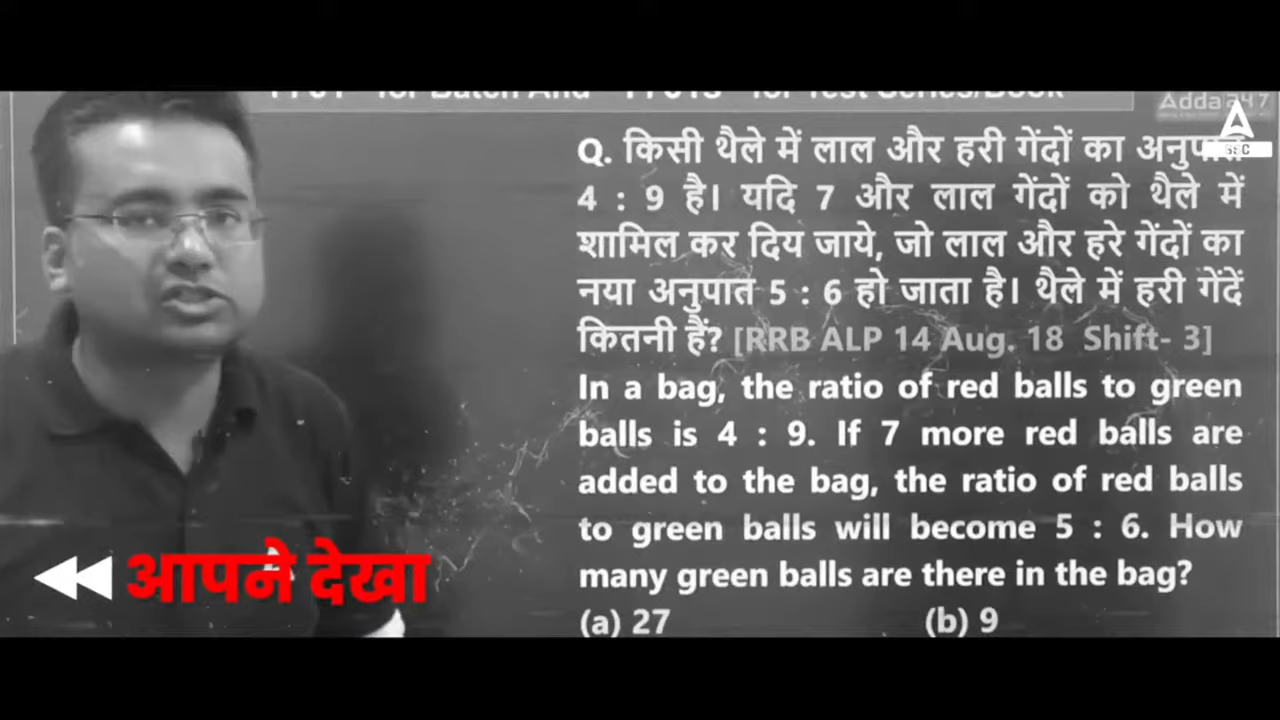 Adda 247
SSC
Q. किसी थैले में लाल और हरी गेंदों का अनुपात
4 : 9 है। यदि 7 और लाल गेंदों को थैले में
शामिल कर दिय जाये, जो लाल और हरे गेंदों का
नया अनुपात 5 : 6 हो जाता है। थैले में हरी गेंदें
कितनी हैं? [RRB ALP 14 Aug. 18 Shift- 3]
In a bag, the ratio of red balls to green
balls is 4 : 9. If 7 more red balls are
added to the bag, the ratio of red balls
to green balls will become 5 : 6. How
many green balls are there in the bag?
(a) 27 (b) 9
आपने देखा